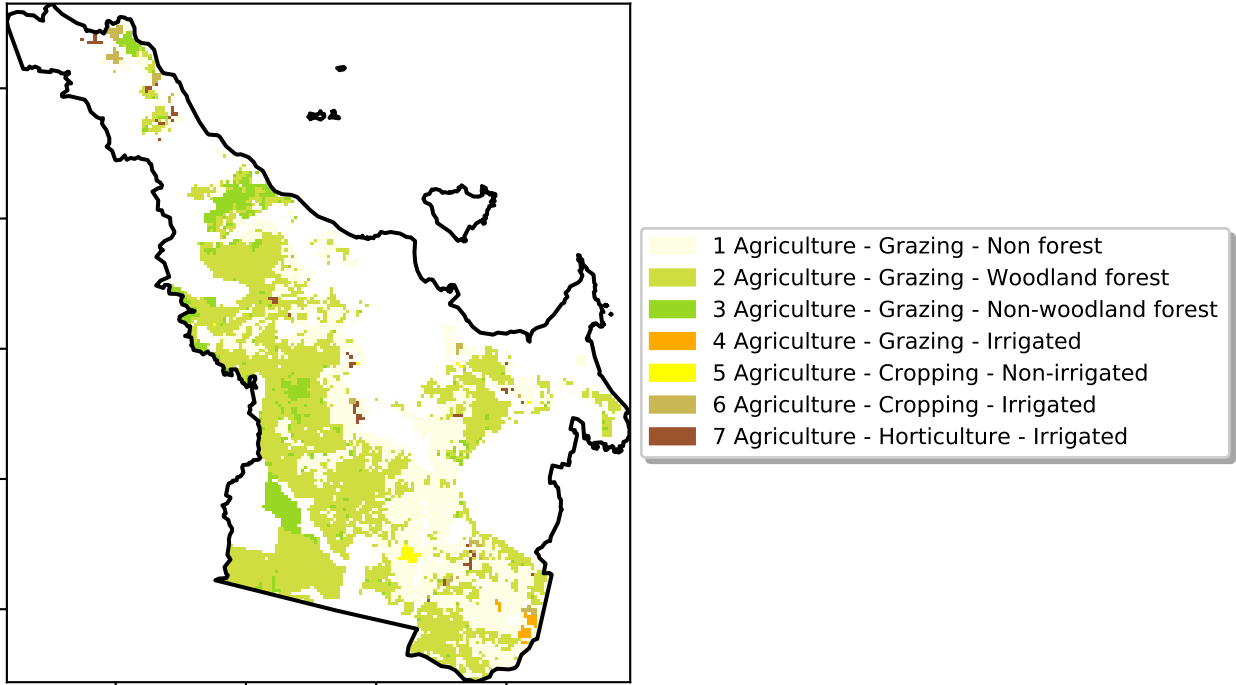 1 Agriculture - Grazing - Non forest
2 Agriculture - Grazing - Woodland forest
3 Agriculture - Grazing - Non-woodland forest
4 Agriculture - Grazing - Irrigated
5 Agriculture - Cropping - Non-irrigated
6 Agriculture - Cropping - Irrigated
7 Agriculture - Horticulture - Irrigated